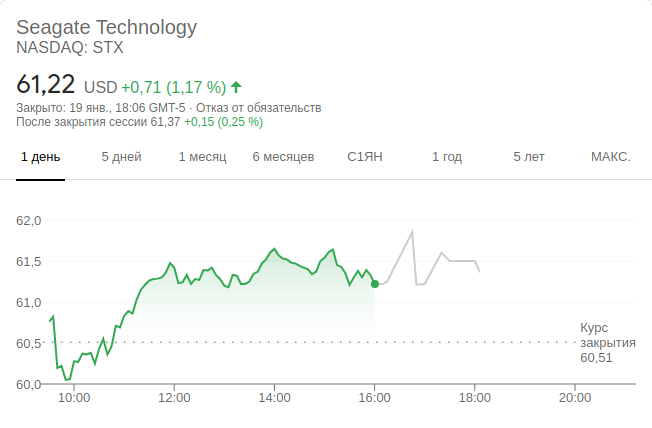 Seagate Technology
NASDAQ: STX
61,22 USD +0,71 (1,17 %)
Закрыто: 19 янв., 18:06 GMT-5 · Отказ от обязательств
После закрытия сессии 61,37 +0,15 (0,25 %)
1 день 5 дней 1 месяц 6 месяцев С1ЯН 1 год 5 лет МАКС.
62,0
61,5
61,0
60,5
60,0
Курс
закрытия
60,51
10:00 12:00 14:00 16:00 18:00 20:00